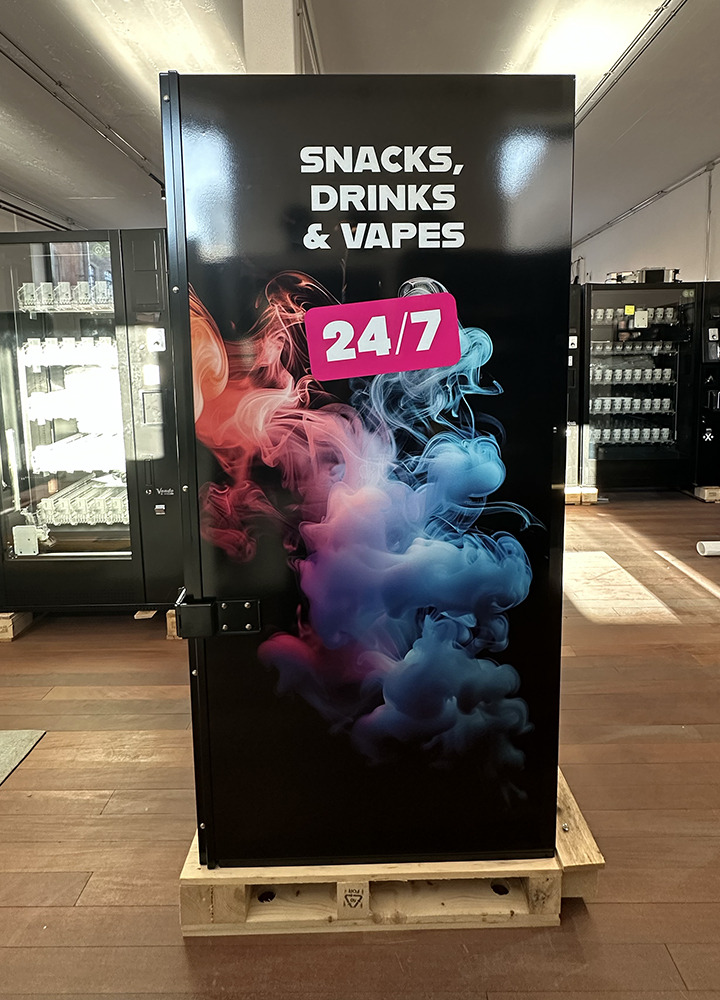 SNACKS,
DRINKS
& VAPES
24/7